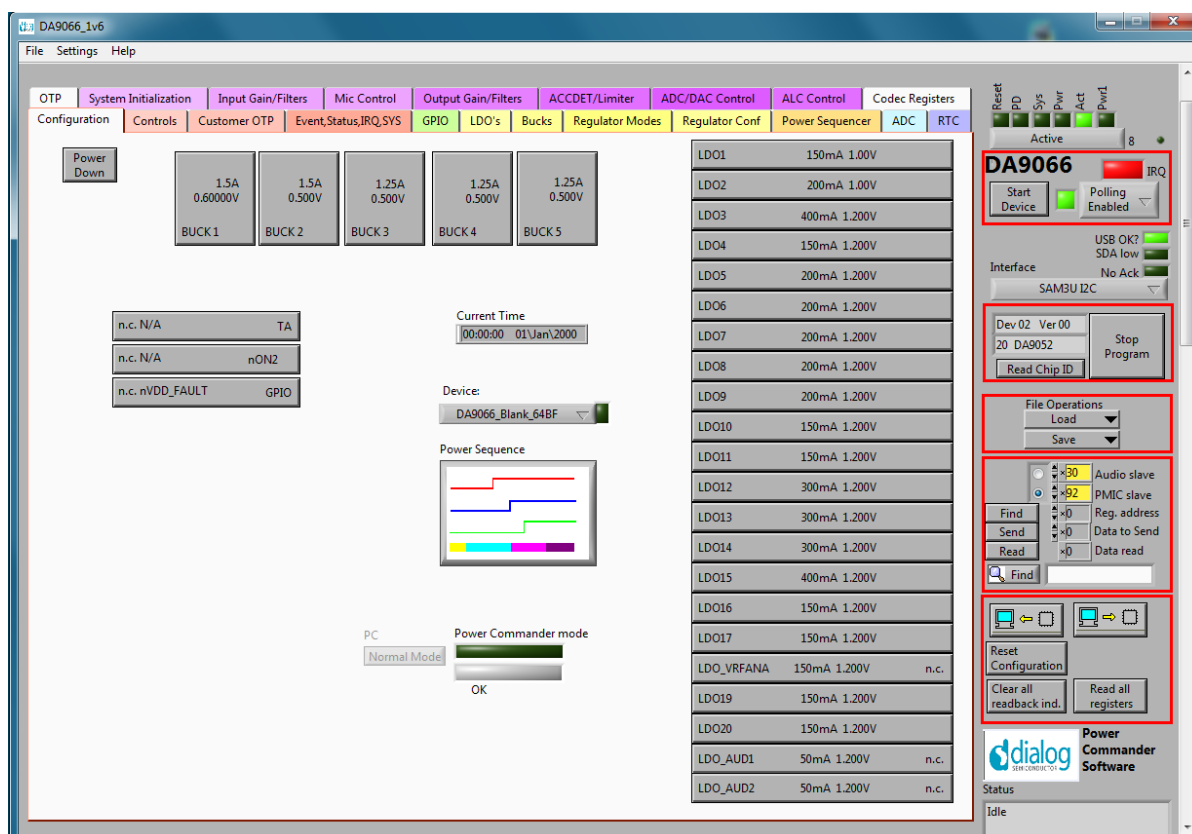 DA9066_1v6
File Settings Help
OTP System Initialization Input Gain/Filters Mic Control Output Gain/Filters ACCDET/Limiter ADC/DAC Control ALC Control Codec Registers
Configuration Controls Customer OTP Event,Status,IRQ,SYS GPIO LDO's Bucks Regulator Modes Regulator Conf Power Sequencer ADC RTC
Power
Down
1.5A
0.60000V
BUCK1
1.5A
0.500V
BUCK 2
1.25A
0.500V
BUCK 3
1.25A
0.500V
BUCK 4
1.25A
0.500V
BUCK 5
n.c. N/A TA
n.c. N/A nON2
n.c. nVDD_FAULT GPIO
Current Time
00:00:00 01\Jan\2000
Device:
DA9066_Blank_64BF
Power Sequence
PC
Normal Mode
Power Commander mode
OK
LDO1 150mA 1.00V
LDO2 200mA 1.00V
LDO3 400mA 1.200V
LDO4 150mA 1.200V
LDO5 200mA 1.200V
LDO6 200mA 1.200V
LDO7 200mA 1.200V
LDO8 200mA 1.200V
LDO9 200mA 1.200V
LDO10 150mA 1.200V
LDO11 150mA 1.200V
LDO12 300mA 1.200V
LDO13 300mA 1.200V
LDO14 300mA 1.200V
LDO15 400mA 1.200V
LDO16 150mA 1.200V
LDO17 150mA 1.200V
LDO_VRFANA 150mA 1.200V n.c.
LDO19 150mA 1.200V
LDO20 150mA 1.200V
LDO_AUD1 50mA 1.200V n.c.
LDO_AUD2 50mA 1.200V n.c.
Reset PD Sys Pwr Act Pwr1
Active 8
DA9066 IRQ
Start
Device
Polling
Enabled
USB OK?
SDA low
Interface No Ack
SAM3U I2C
Dev 02 Ver 00
20 DA9052
Read Chip ID
Stop
Program
File Operations
Load
Save
×30 Audio slave
×92 PMIC slave
Find ×0 Reg. address
Send ×0 Data to Send
Read ×0 Data read
Find
Reset
Configuration
Clear all
readback ind.
Read all
registers
dialog
SEMICONDUCTOR
Power
Commander
Software
Status
Idle